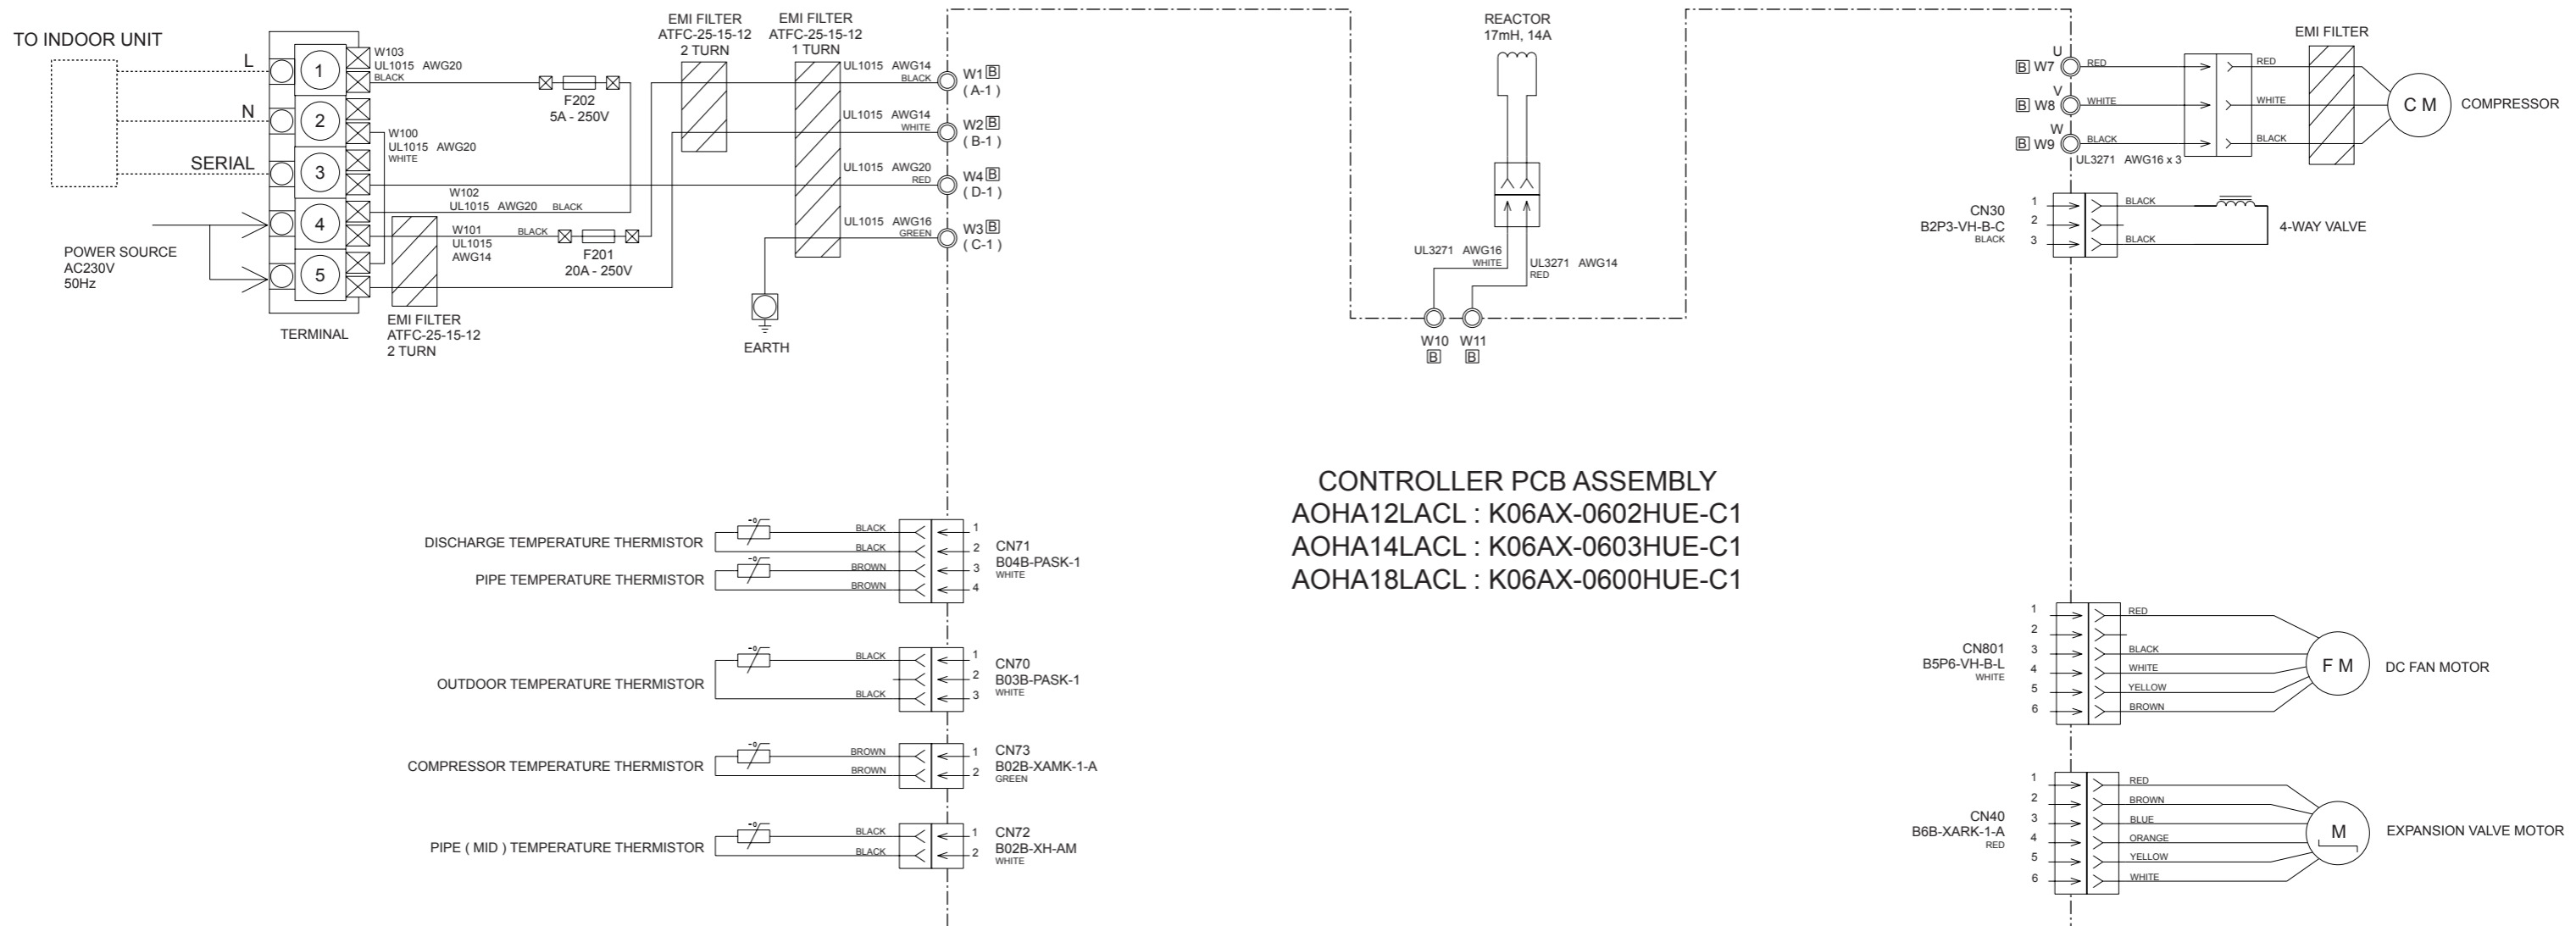 TO INDOOR UNIT
L
N
SERIAL
POWER SOURCE
AC230V
50Hz
1
2
3
4
5
TERMINAL
W103
UL1015 AWG20
BLACK
W100
UL1015 AWG20
WHITE
W102
UL1015 AWG20 BLACK
W101
UL1015
AWG14
BLACK
F202
5A - 250V
F201
20A - 250V
EMI FILTER
ATFC-25-15-12
2 TURN
EMI FILTER
ATFC-25-15-12
2 TURN
EMI FILTER
ATFC-25-15-12
1 TURN
UL1015 AWG14
BLACK
W1 B
( A-1 )
UL1015 AWG14
WHITE
W2 B
( B-1 )
UL1015 AWG20
RED
W4 B
( D-1 )
UL1015 AWG16
GREEN
W3 B
( C-1 )
EARTH
REACTOR
17mH, 14A
UL3271 AWG16
WHITE
UL3271 AWG14
RED
W10
B
W11
B
U
B W7
RED
V
B W8
WHITE
W
B W9
BLACK
UL3271 AWG16 x 3
RED
WHITE
BLACK
EMI FILTER
C M
COMPRESSOR
CN30
B2P3-VH-B-C
BLACK
1
2
3
BLACK
BLACK
4-WAY VALVE
CONTROLLER PCB ASSEMBLY
AOHA12LACL : K06AX-0602HUE-C1
AOHA14LACL : K06AX-0603HUE-C1
AOHA18LACL : K06AX-0600HUE-C1
DISCHARGE TEMPERATURE THERMISTOR
PIPE TEMPERATURE THERMISTOR
BLACK
BLACK
BROWN
BROWN
1
2
3
4
CN71
B04B-PASK-1
WHITE
OUTDOOR TEMPERATURE THERMISTOR
BLACK
BLACK
1
2
3
CN70
B03B-PASK-1
WHITE
COMPRESSOR TEMPERATURE THERMISTOR
BROWN
BROWN
1
2
CN73
B02B-XAMK-1-A
GREEN
PIPE ( MID ) TEMPERATURE THERMISTOR
BLACK
BLACK
1
2
CN72
B02B-XH-AM
WHITE
CN801
B5P6-VH-B-L
WHITE
1
2
3
4
5
6
RED
BLACK
WHITE
YELLOW
BROWN
F M
DC FAN MOTOR
CN40
B6B-XARK-1-A
RED
1
2
3
4
5
6
RED
BROWN
BLUE
ORANGE
YELLOW
WHITE
M
EXPANSION VALVE MOTOR